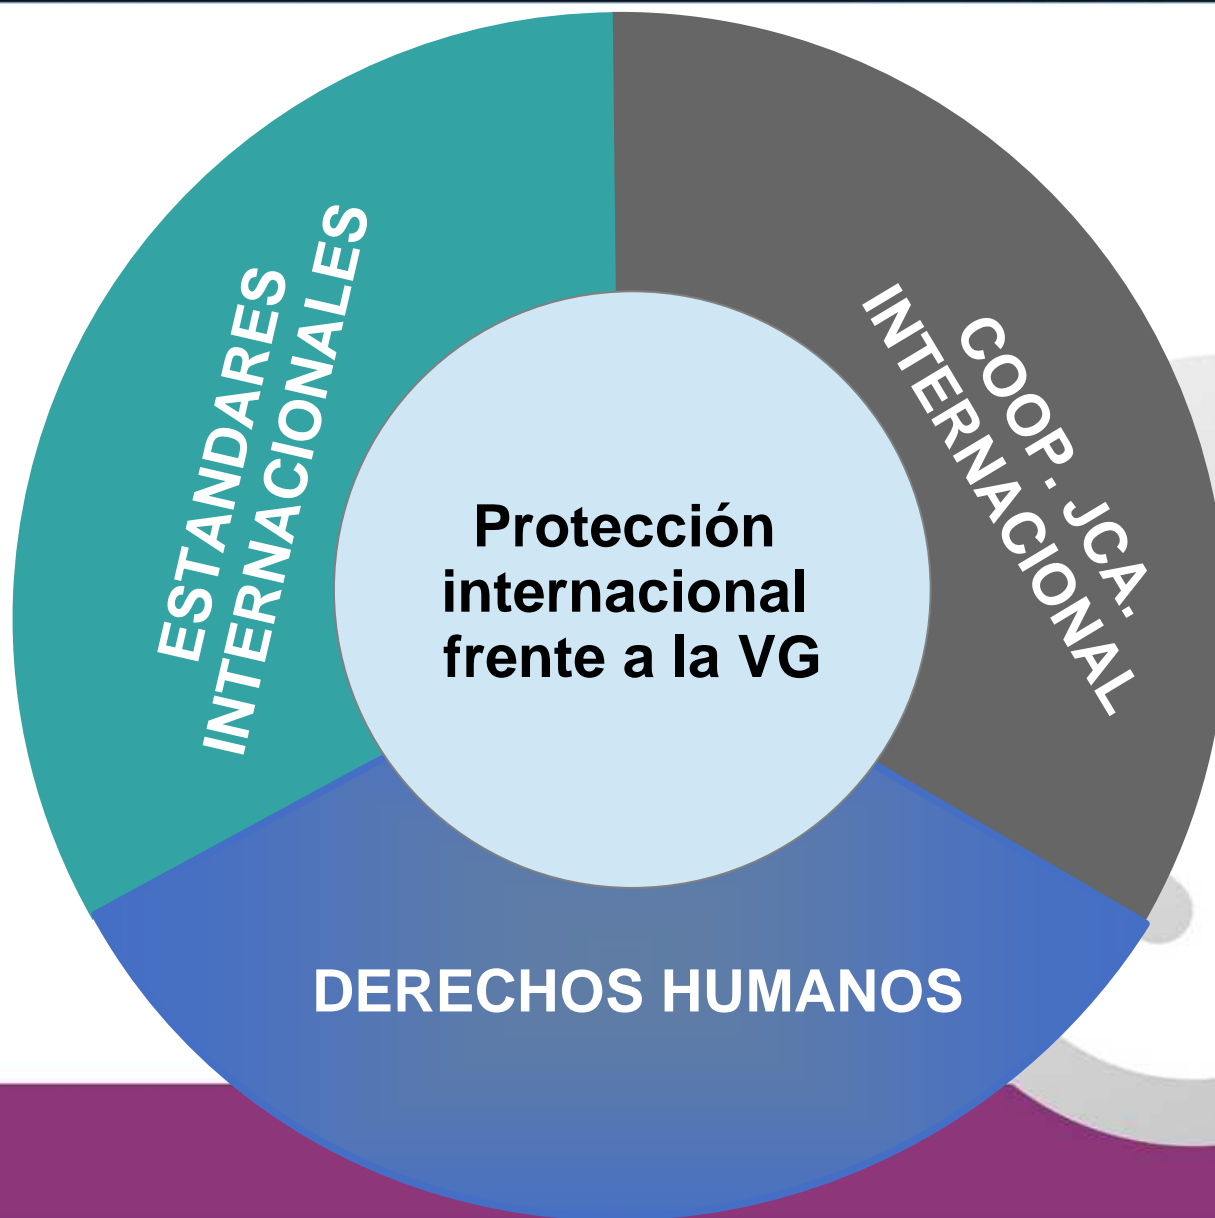 ESTANDARES
INTERNACIONALES
COOP. JCA.
INTERNACIONAL
Protección
internacional
frente a la VG
DERECHOS HUMANOS